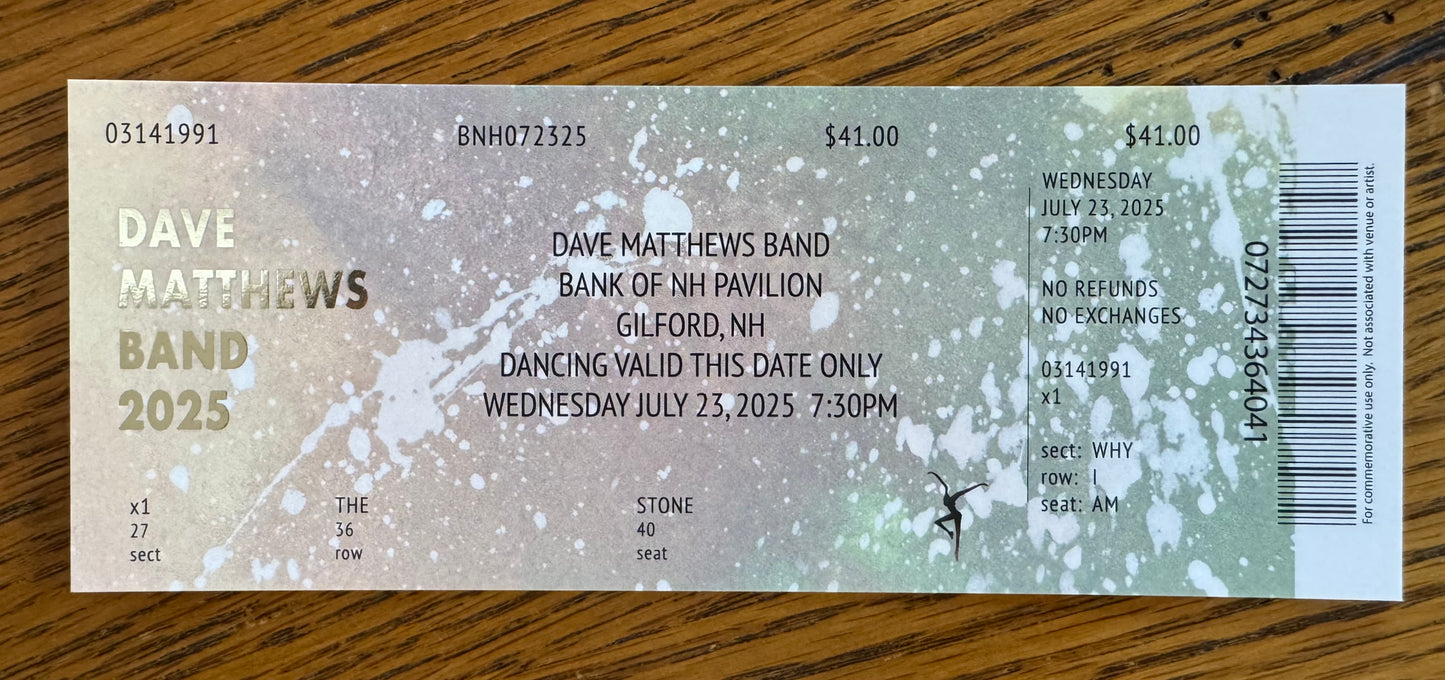 03141991 BNH072325 $41.00 $41.00
DAVE
MATTHEWS
BAND
2025
DAVE MATTHEWS BAND
BANK OF NH PAVILION
GILFORD, NH
DANCING VALID THIS DATE ONLY
WEDNESDAY JULY 23, 2025 7:30PM
x1 THE STONE
27 36 40
sect row seat
WEDNESDAY
JULY 23, 2025
7:30PM
NO REFUNDS
NO EXCHANGES
03141991
x1
sect: WHY
row: I
seat: AM
0727343364041
For commemorative use only. Not associated with venue or artist.